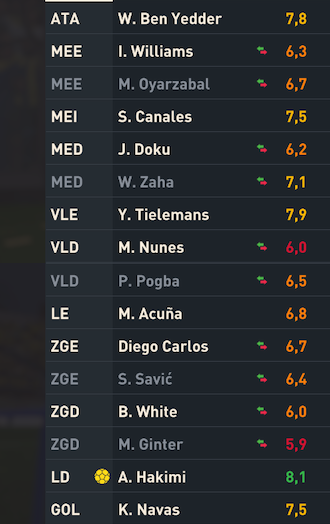 ATA W. Ben Yedder 7,8
MEE I. Williams 6,3
MEE M. Oyarzabal 6,7
MEI S. Canales 7,5
MED J. Doku 6,2
MED W. Zaha 7,1
VLE Y. Tielemans 7,9
VLD M. Nunes 6,0
VLD P. Pogba 6,5
LE M. Acuña 6,8
ZGE Diego Carlos 6,7
ZGE S. Savić 6,4
ZGD B. White 6,0
ZGD M. Ginter 5,9
LD A. Hakimi 8,1
GOL K. Navas 7,5